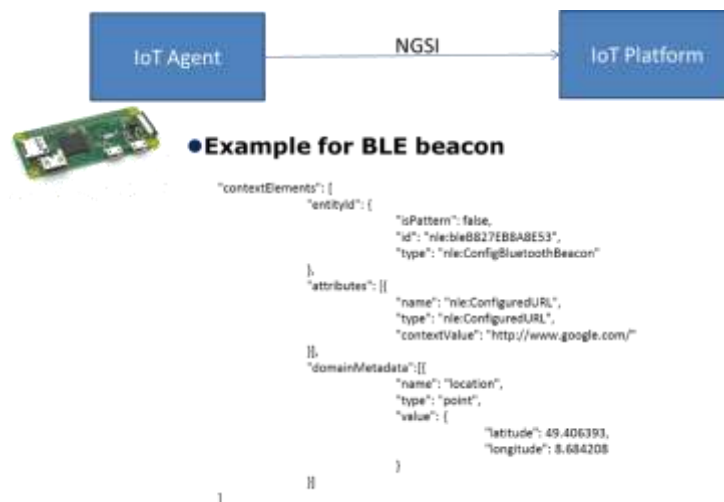 IoT Agent
NGSI
IoT Platform
●Example for BLE beacon
"contextElements": [
"entityId": {
"isPattern": false,
"id": "nle:bleB827EB8A8E53",
"type": "nle:ConfigBluetoothBeacon"
},
"attributes": [{
"name": "nle:ConfiguredURL",
"type": "nle:ConfiguredURL",
"contextValue": "http://www.google.com/"
}],
"domainMetadata":[{
"name": "location",
"type": "point",
"value": {
"latitude": 49.406393,
"longitude": 8.684208
}
}]
]